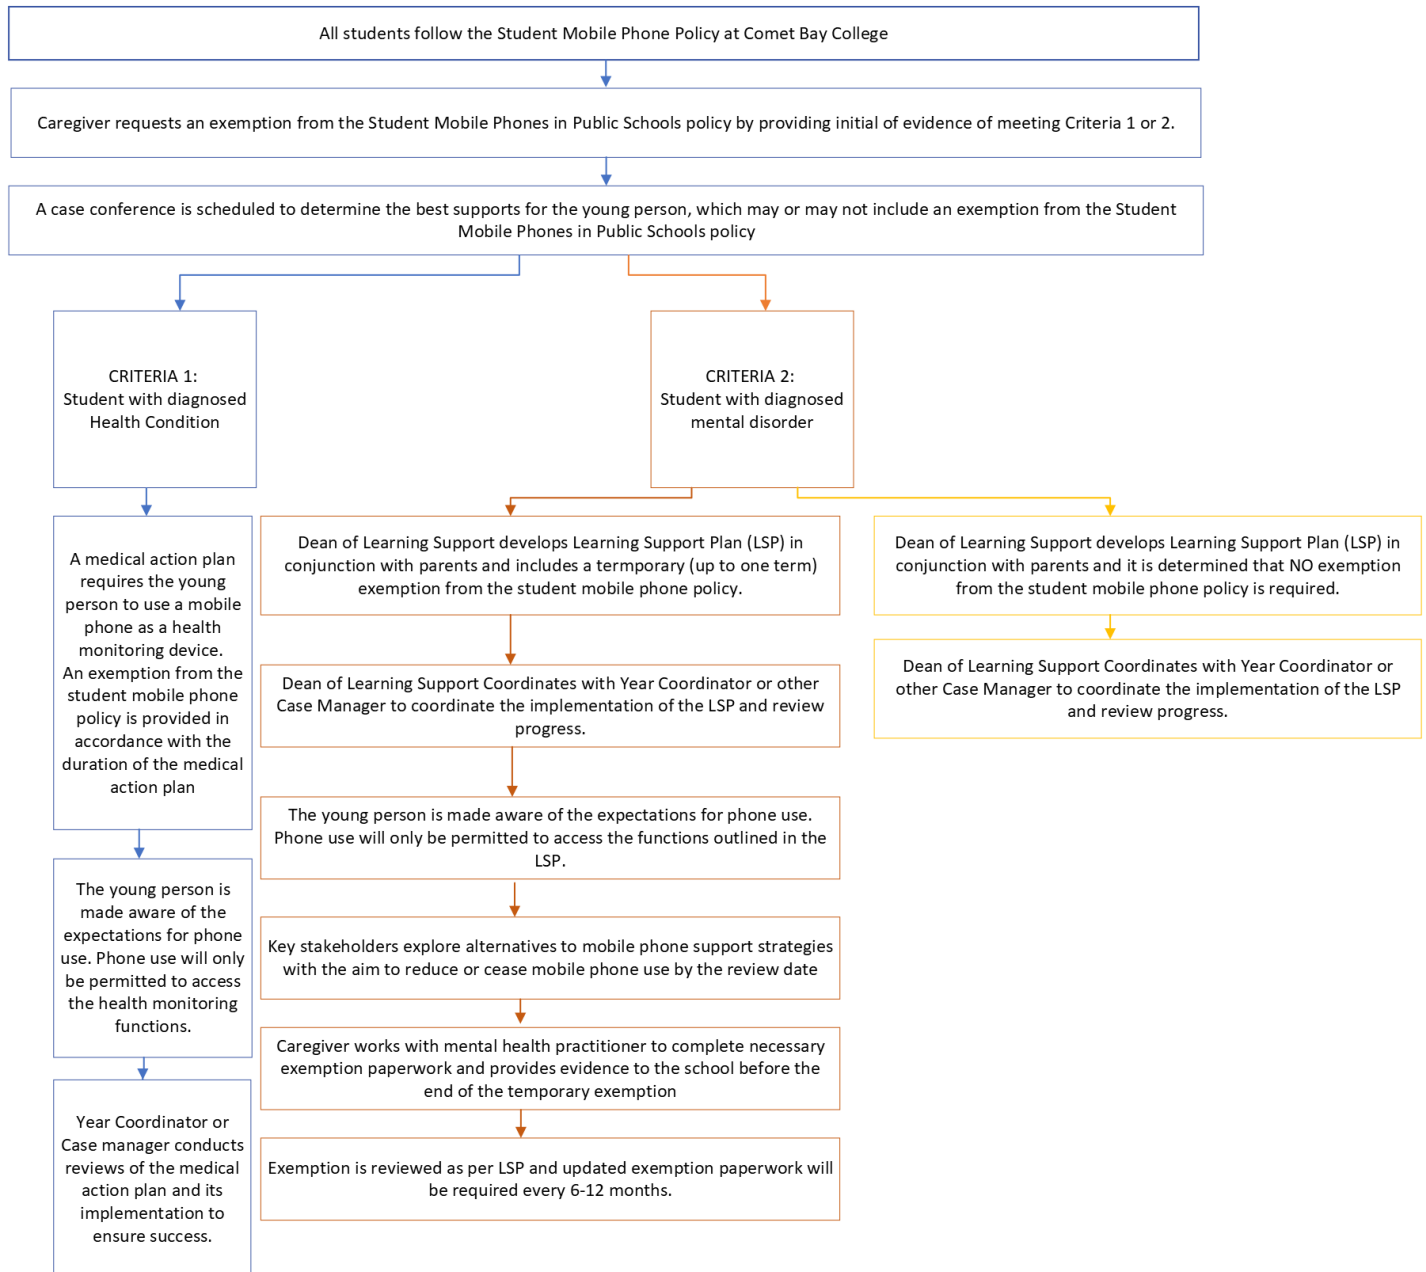 All students follow the Student Mobile Phone Policy at Comet Bay College
Caregiver requests an exemption from the Student Mobile Phones in Public Schools policy by providing initial of evidence of meeting Criteria 1 or 2.
A case conference is scheduled to determine the best supports for the young person, which may or may not include an exemption from the Student
Mobile Phones in Public Schools policy
CRITERIA 1:
Student with diagnosed
Health Condition
CRITERIA 2:
Student with diagnosed
mental disorder
A medical action plan
requires the young
person to use a mobile
phone as a health
monitoring device.
An exemption from the
student mobile phone
policy is provided in
accordance with the
duration of the medical
action plan
The young person is
made aware of the
expectations for phone
use. Phone use will only
be permitted to access
the health monitoring
functions.
Year Coordinator or
Case manager conducts
reviews of the medical
action plan and its
implementation to
ensure success.
Dean of Learning Support develops Learning Support Plan (LSP) in
conjunction with parents and includes a termporary (up to one term)
exemption from the student mobile phone policy.
Dean of Learning Support Coordinates with Year Coordinator or other
Case Manager to coordinate the implementation of the LSP and review
progress.
The young person is made aware of the expectations for phone use.
Phone use will only be permitted to access the functions outlined in the
LSP.
Key stakeholders explore alternatives to mobile phone support strategies
with the aim to reduce or cease mobile phone use by the review date
Caregiver works with mental health practitioner to complete necessary
exemption paperwork and provides evidence to the school before the
end of the temporary exemption
Exemption is reviewed as per LSP and updated exemption paperwork will
be required every 6-12 months.
Dean of Learning Support develops Learning Support Plan (LSP) in
conjunction with parents and it is determined that NO exemption
from the student mobile phone policy is required.
Dean of Learning Support Coordinates with Year Coordinator or
other Case Manager to coordinate the implementation of the LSP
and review progress.